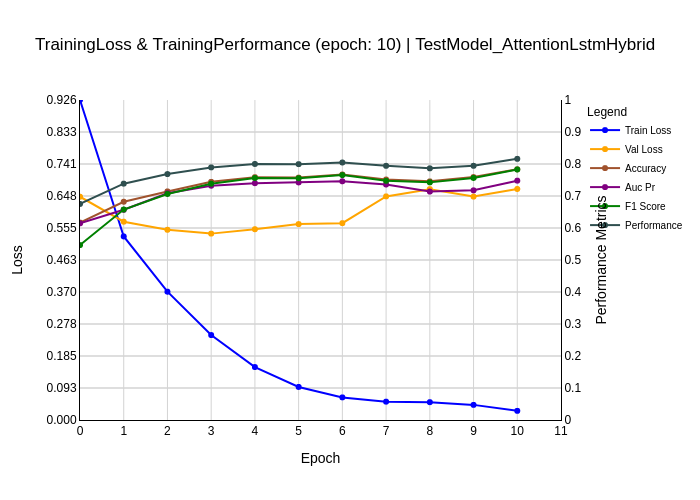 TrainingLoss & TrainingPerformance (epoch: 10) | TestModel_AttentionLstmHybrid
0.926
0.833
0.741
0.648
0.555
0.463
0.370
0.278
0.185
0.093
0.000
Loss
0 1 2 3 4 5 6 7 8 9 10 11
Epoch
1
0.9
0.8
0.7
0.6
0.5
0.4
0.3
0.2
0.1
0
Performance Metrics
Legend
Train Loss
Val Loss
Accuracy
Auc Pr
F1 Score
Performance